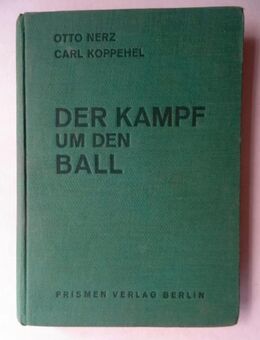 OTTO NERZ
CARL KOPPEHEL
DER KAMPF
UM DEN
BALL
PRISMEN VERLAG BERLIN